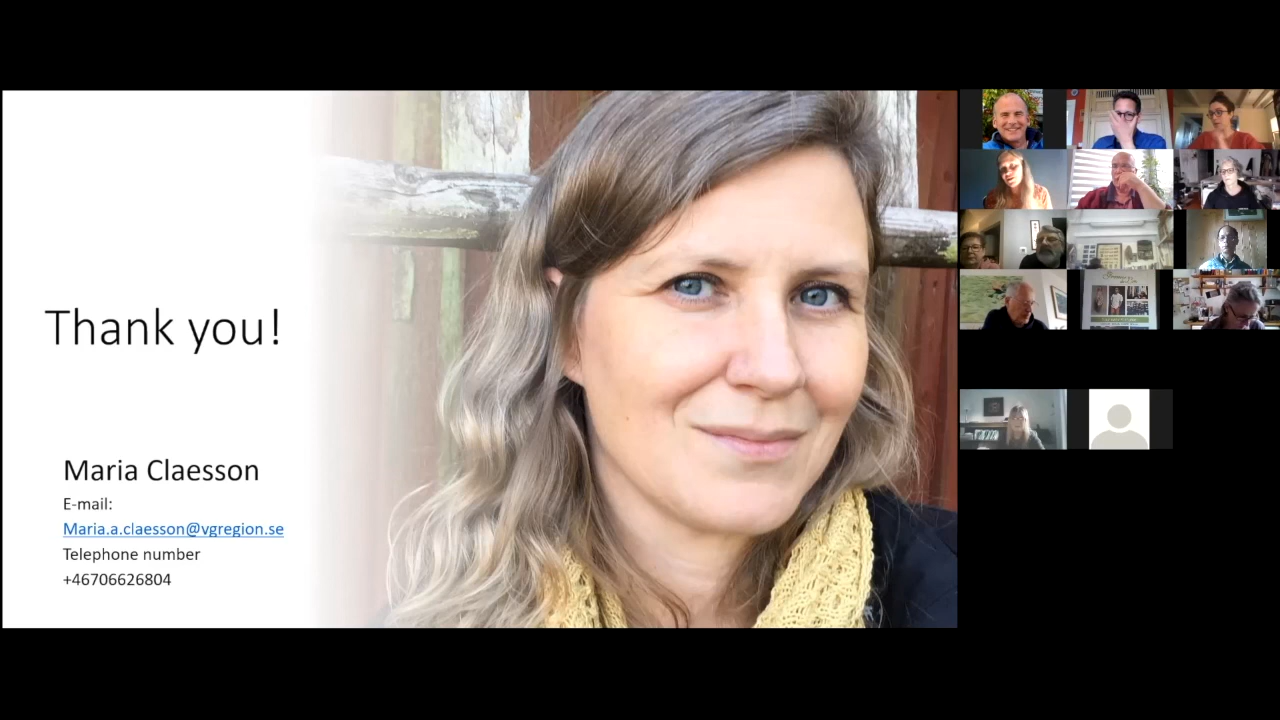 Thank you!
Maria Claesson
E-mail:
Maria.a.claesson@vgregion.se
Telephone number
+46706626804